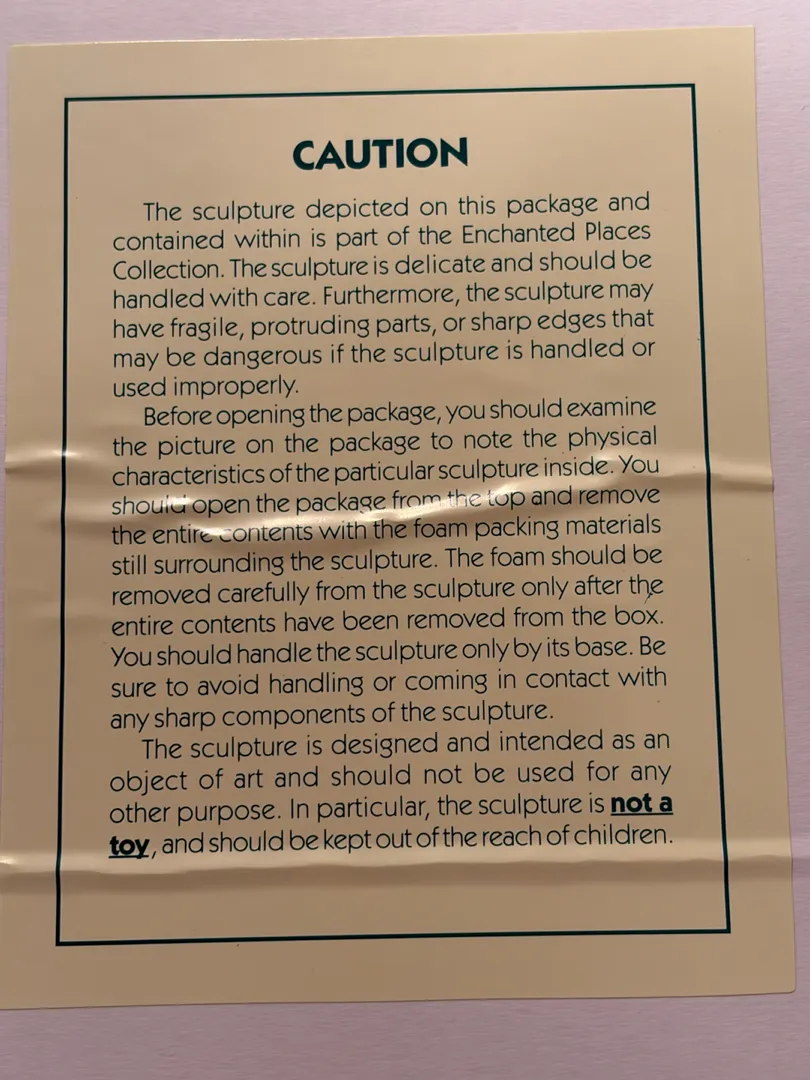 CAUTION
The sculpture depicted on this package and
contained within is part of the Enchanted Places
Collection. The sculpture is delicate and should be
handled with care. Furthermore, the sculpture may
have fragile, protruding parts, or sharp edges that
may be dangerous if the sculpture is handled or
used improperly.
Before opening the package, you should examine
the picture on the package to note the physical
characteristics of the particular sculpture inside. You
should open the package from the top and remove
the entire contents with the foam packing materials
still surrounding the sculpture. The foam should be
removed carefully from the sculpture only after the
entire contents have been removed from the box.
You should handle the sculpture only by its base. Be
sure to avoid handling or coming in contact with
any sharp components of the sculpture.
The sculpture is designed and intended as an
object of art and should not be used for any
other purpose. In particular, the sculpture is not a
toy, and should be kept out of the reach of children.